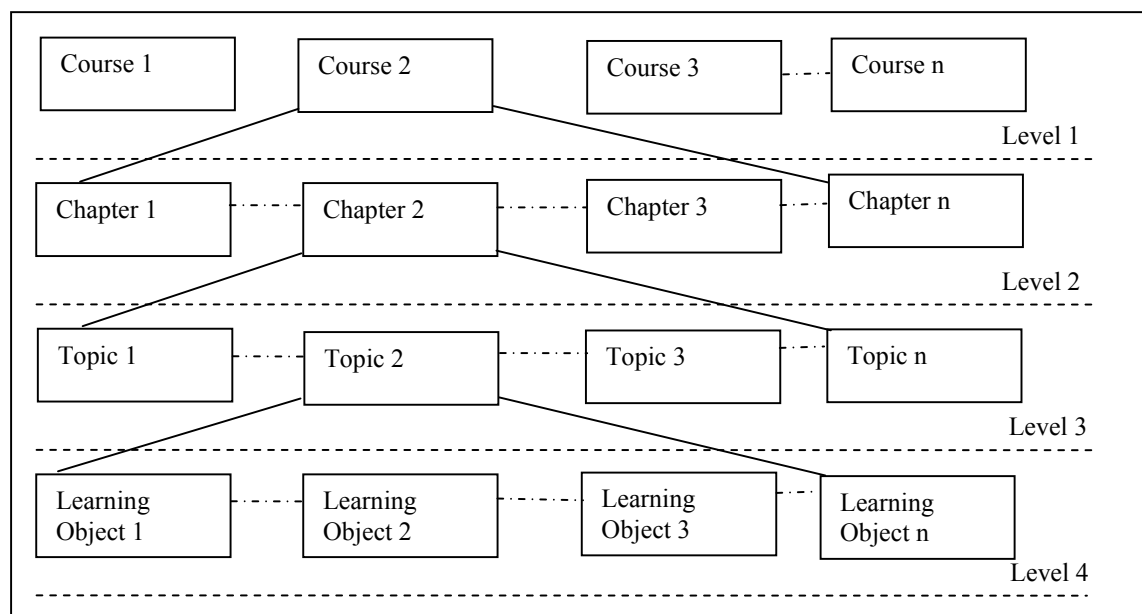 Course 1
Course 2
Course 3
Course n
Level 1
Chapter 1
Chapter 2
Chapter 3
Chapter n
Level 2
Topic 1
Topic 2
Topic 3
Topic n
Level 3
Learning
Object 1
Learning
Object 2
Learning
Object 3
Learning
Object n
Level 4